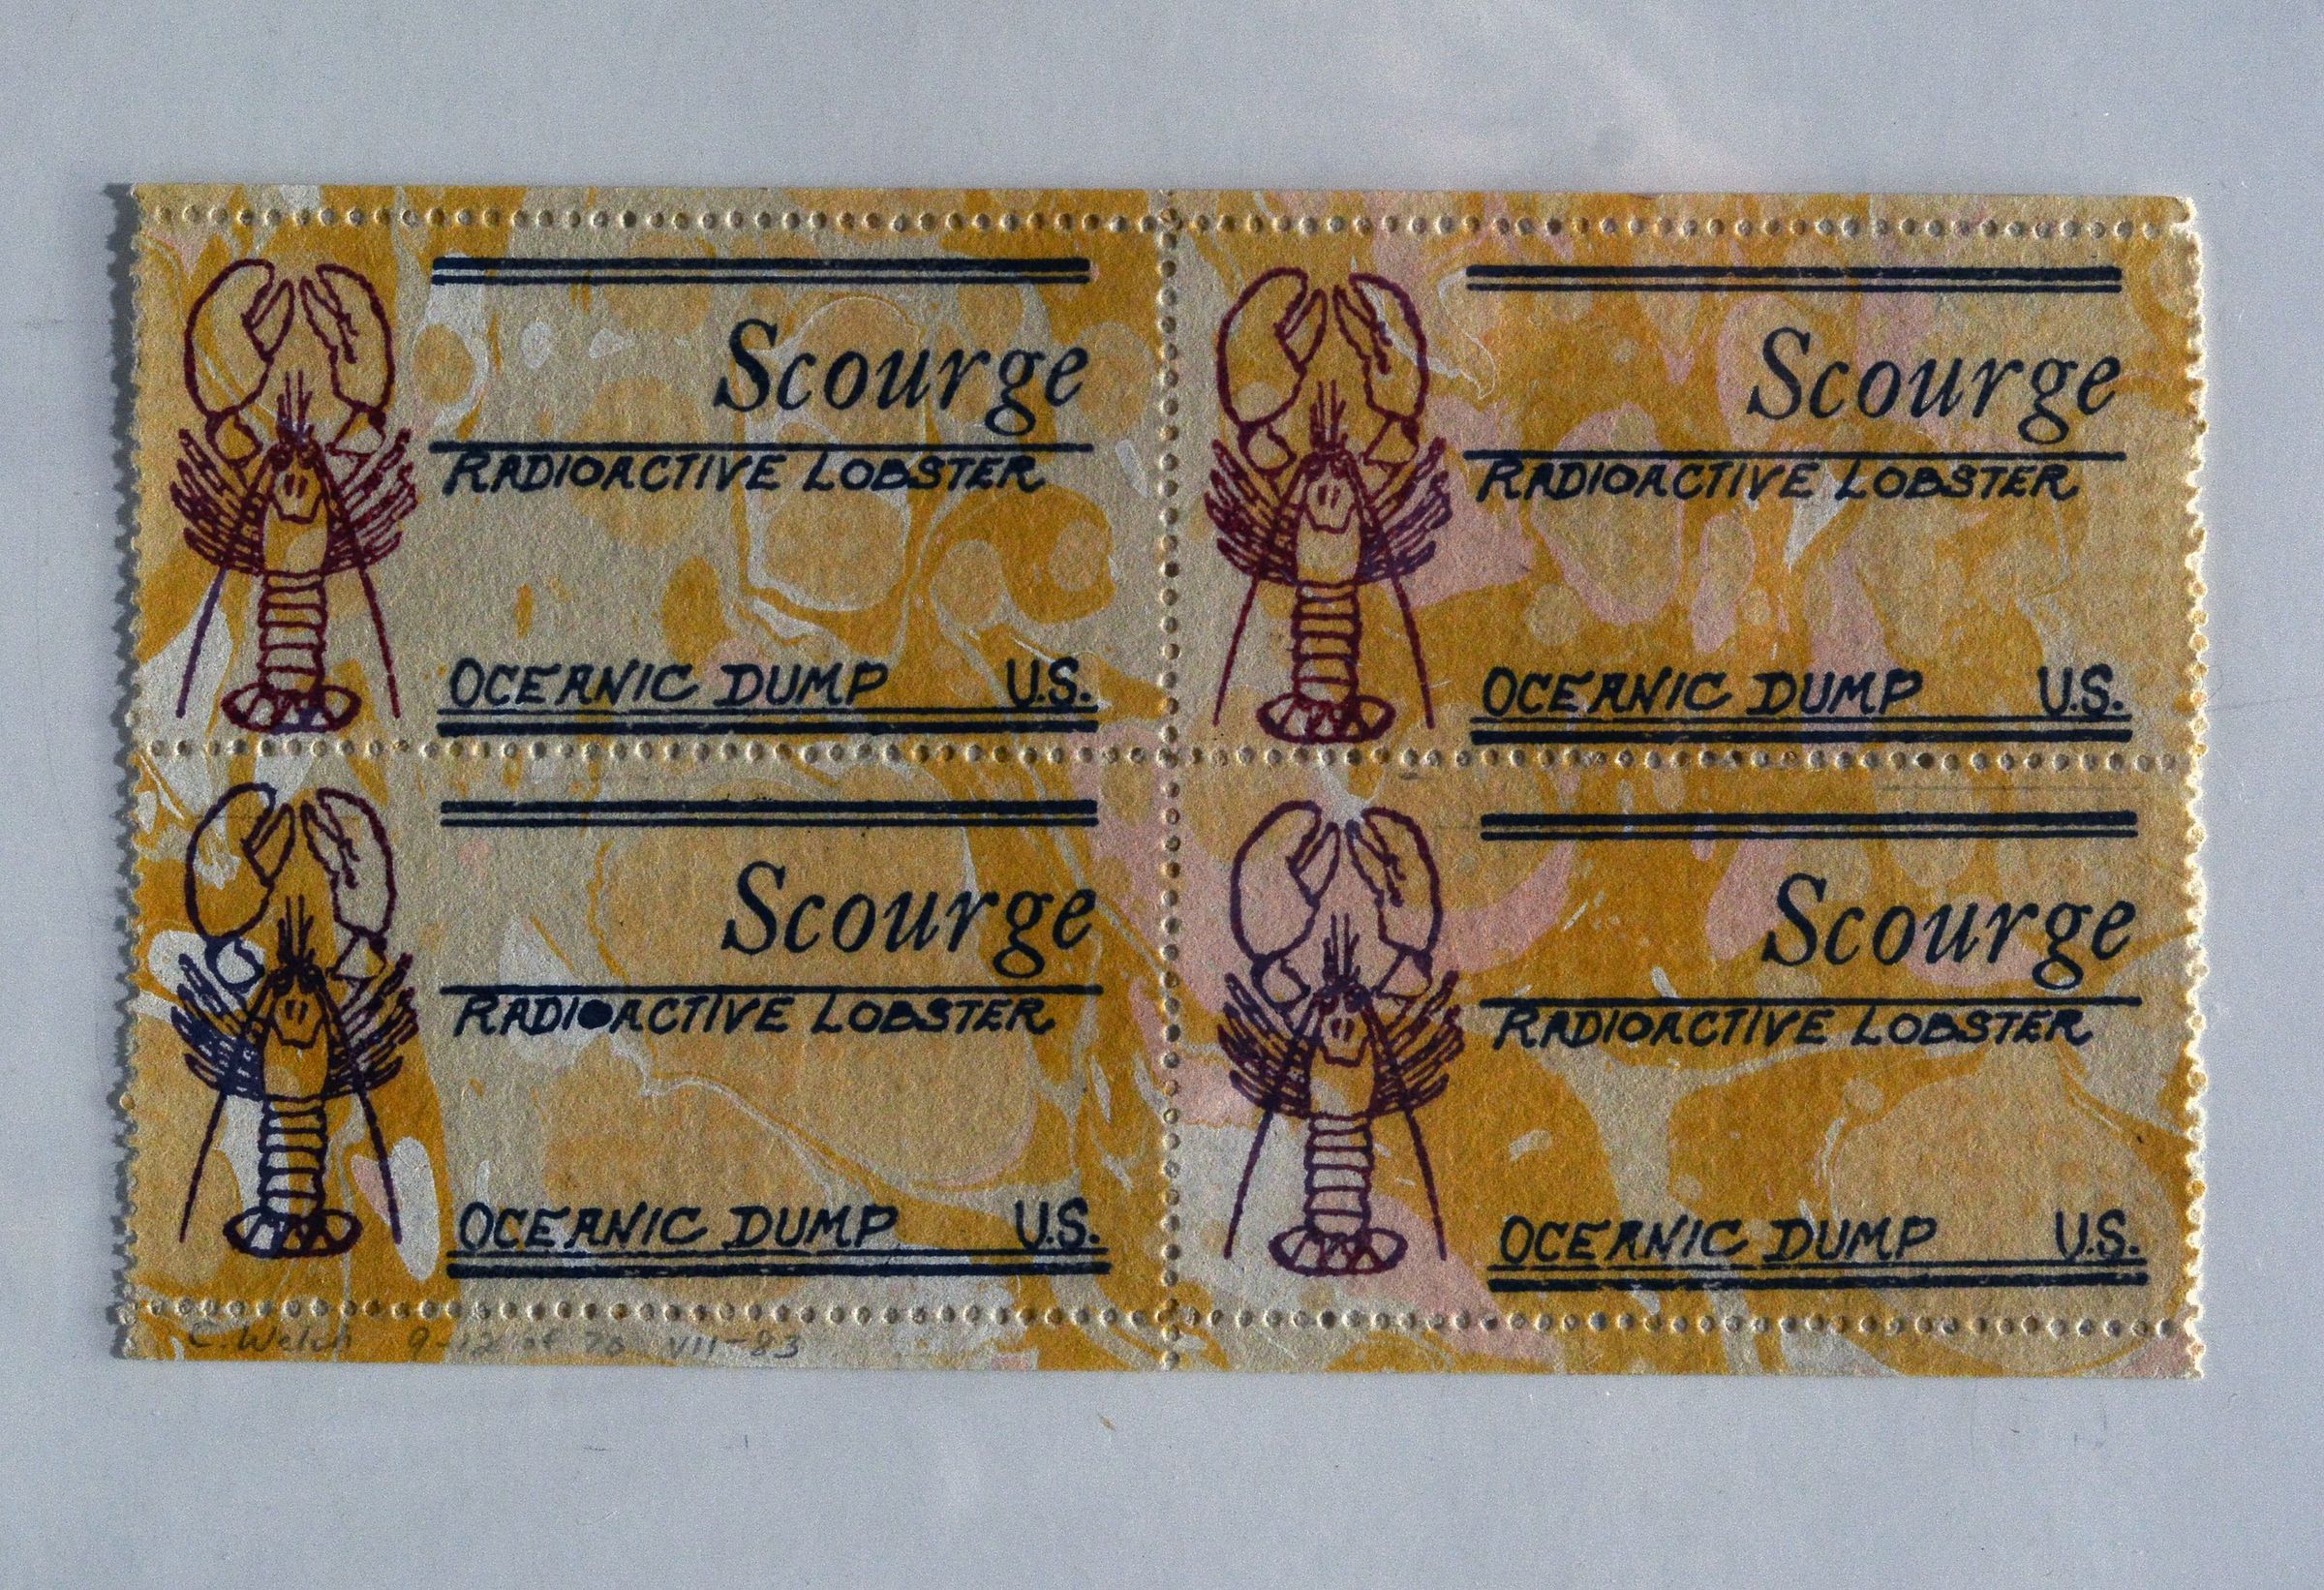 Scourge
RADIOACTIVE LOBSTER
OCEANIC DUMP U.S.
Scourge
RADIOACTIVE LOBSTER
OCEANIC DUMP U.S.
Scourge
RADIOACTIVE LOBSTER
OCEANIC DUMP U.S.
Scourge
RADIOACTIVE LOBSTER
OCEANIC DUMP U.S.
C. Welch 9-12 of 70 VII-83